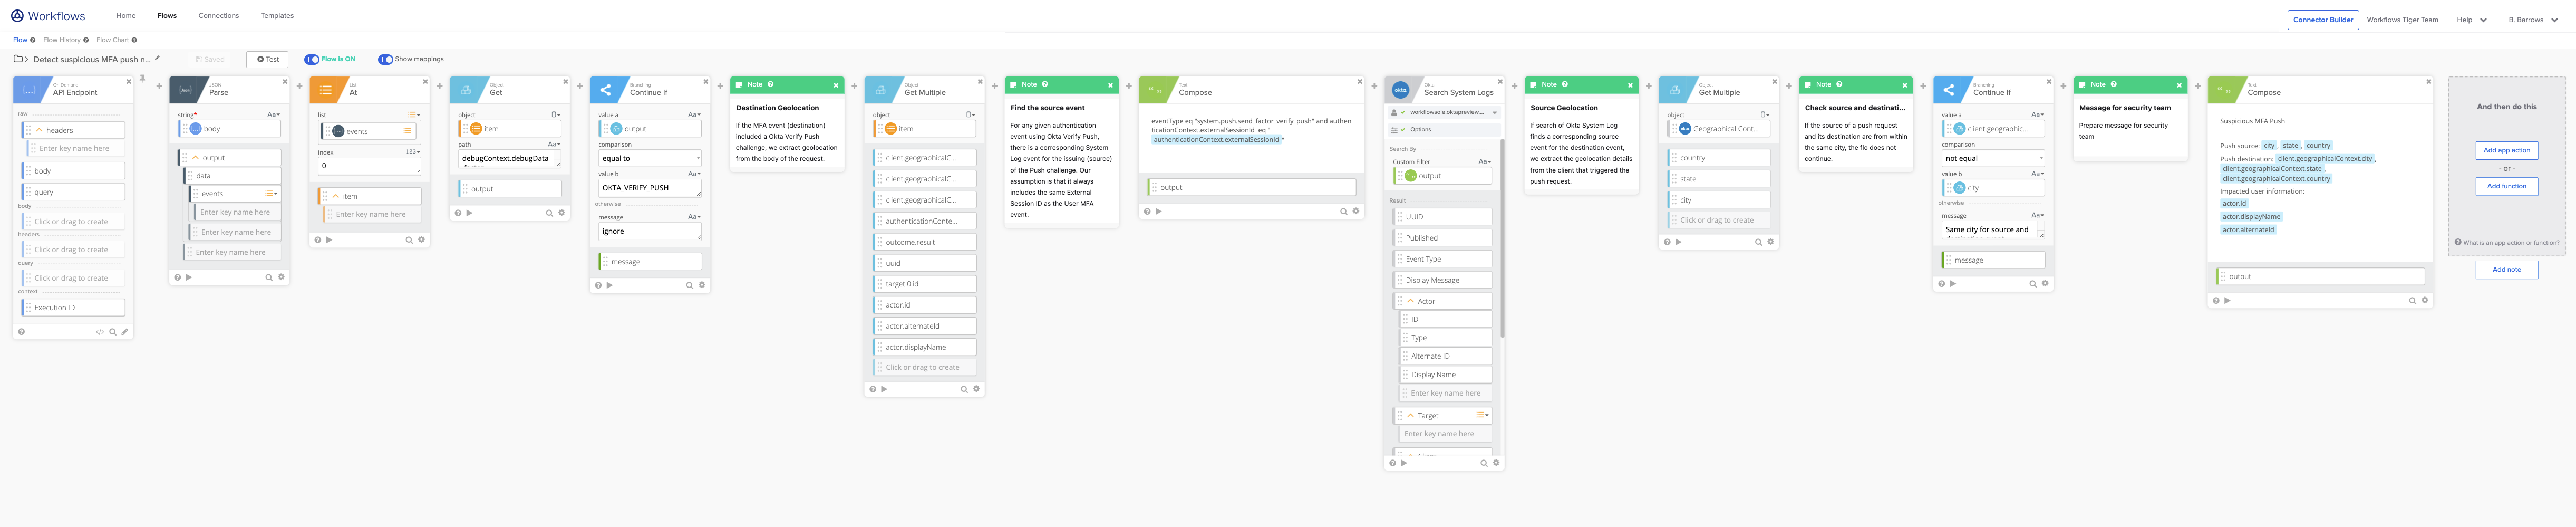 Workflows
Home
Flows
Connections
Templates
Connector Builder
Workflows Tiger Team
Help
B. Barrows
Flow
Flow History
Flow Chart
Detect suspicious MFA push n...
Saved
Test
Flow is ON
Show mappings
On Demand
API Endpoint
raw
headers
Enter key name here
body
query
body
Click or drag to create
headers
Click or drag to create
query
Click or drag to create
context
Execution ID
JSON
Parse
string*
Aa
body
output
data
events
Enter key name here
Enter key name here
Enter key name here
List
At
list
events
index
123
0
item
Enter key name here
Object
Get
object
item
path
Aa
debugContext.debugData
output
Branching
Continue If
value a
Aa
output
comparison
equal to
value b
Aa
OKTA_VERIFY_PUSH
otherwise
message
Aa
ignore
message
Note
Destination Geolocation
If the MFA event (destination)
included a Okta Verify Push
challenge, we extract geolocation
from the body of the request.
Object
Get Multiple
object
item
client.geographicalC...
client.geographicalC...
client.geographicalC...
authenticationConte...
outcome.result
uuid
target.0.id
actor.id
actor.alternateId
actor.displayName
Click or drag to create
Note
Find the source event
For any given authentication
event using Okta Verify Push,
there is a corresponding System
Log event for the issuing (source)
of the Push challenge. Our
assumption is that it always
includes the same External
Session ID as the User MFA
event.
Text
Compose
eventType eq "system.push.send_factor_verify_push" and authen
ticationContext.externalSessionId eq "
authenticationContext.externalSessionId "
output
Okta
Search System Logs
workflowsoie.oktapreview....
Options
Search By
Custom Filter
Aa
output
Result
UUID
Published
Event Type
Display Message
Actor
ID
Type
Alternate ID
Display Name
Enter key name here
Target
Enter key name here
Client
Note
Source Geolocation
If search of Okta System Log
finds a corresponding source
event for the destination event,
we extract the geolocation details
from the client that triggered the
push request.
Object
Get Multiple
object
Geographical Cont...
country
state
city
Click or drag to create
Note
Check source and destinati...
If the source of a push request
and its destination are from within
the same city, the flo does not
continue.
Branching
Continue If
value a
Aa
client.geographic...
comparison
not equal
value b
Aa
city
otherwise
message
Aa
Same city for source and
message
Note
Message for security team
Prepare message for security
team
Text
Compose
Suspicious MFA Push
Push source: city , state , country
Push destination: client.geographicalContext.city ,
client.geographicalContext.state ,
client.geographicalContext.country
Impacted user information:
actor.id
actor.displayName
actor.alternateId
output
And then do this
Add app action
- or -
Add function
What is an app action or function?
Add note